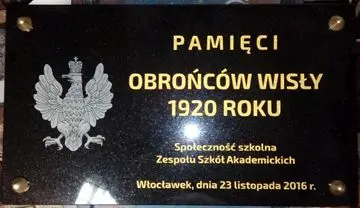 PAMIĘCI
OBROŃCÓW WISŁY
1920 ROKU
Społeczność szkolna
Zespołu Szkół Akademickich
Włocławek, dnia 23 listopada 2016 r.